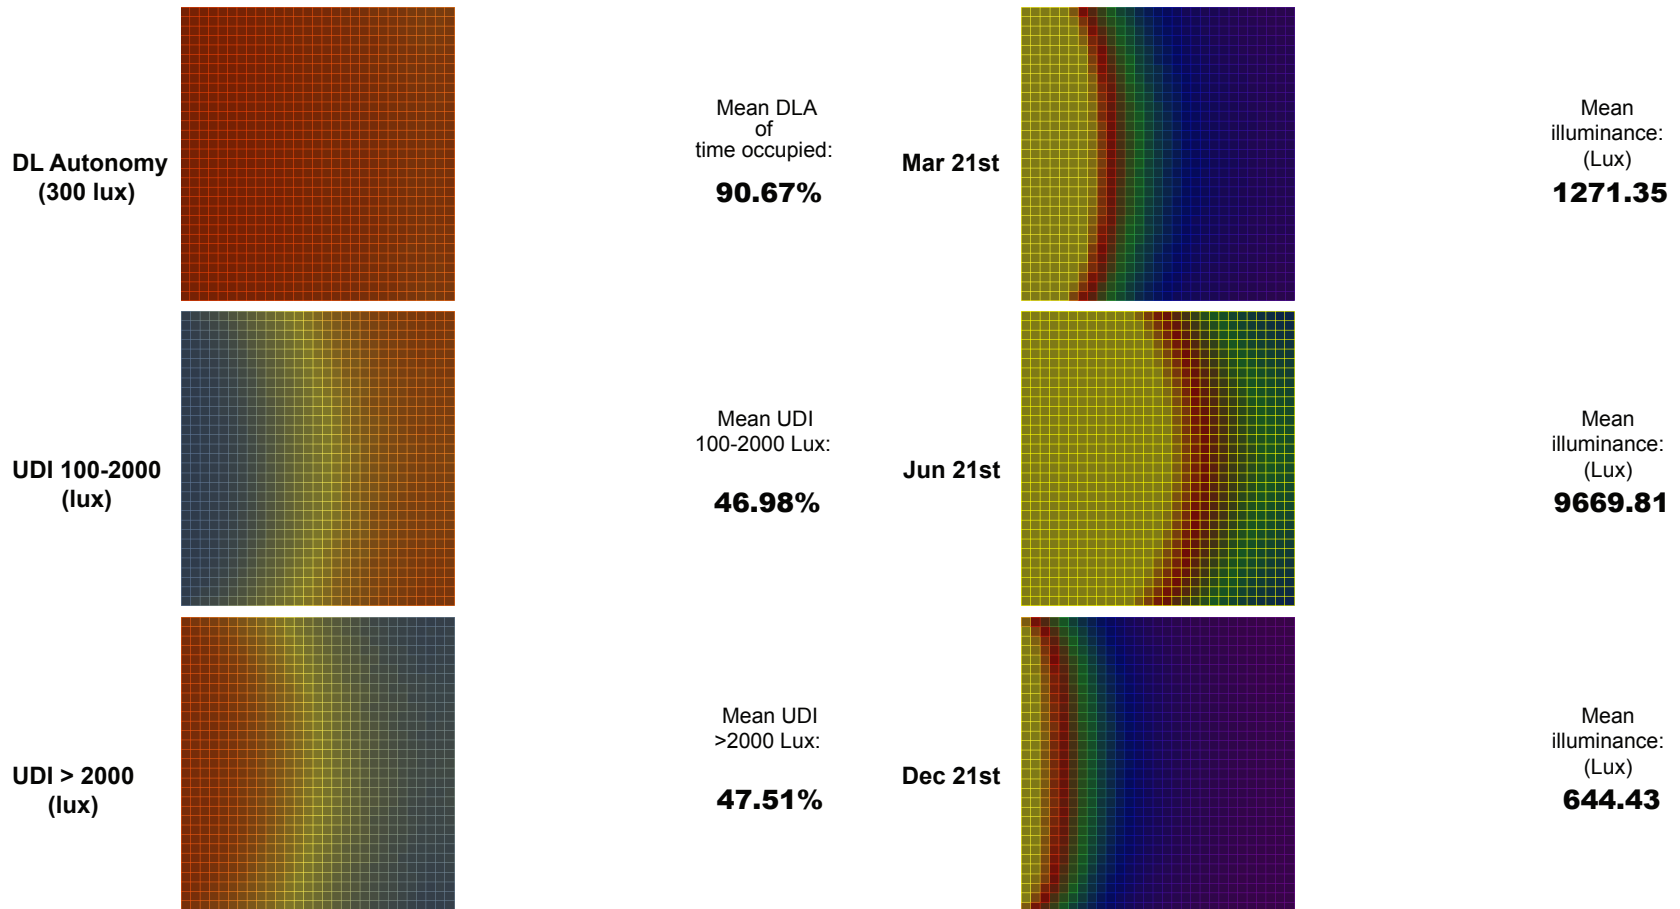 DL Autonomy
(300 lux)
Mean DLA
of
time occupied:
90.67%
Mar 21st
Mean
illuminance:
(Lux)
1271.35
UDI 100-2000
(lux)
Mean UDI
100-2000 Lux:
46.98%
Jun 21st
Mean
illuminance:
(Lux)
9669.81
UDI > 2000
(lux)
Mean UDI
>2000 Lux:
47.51%
Dec 21st
Mean
illuminance:
(Lux)
644.43